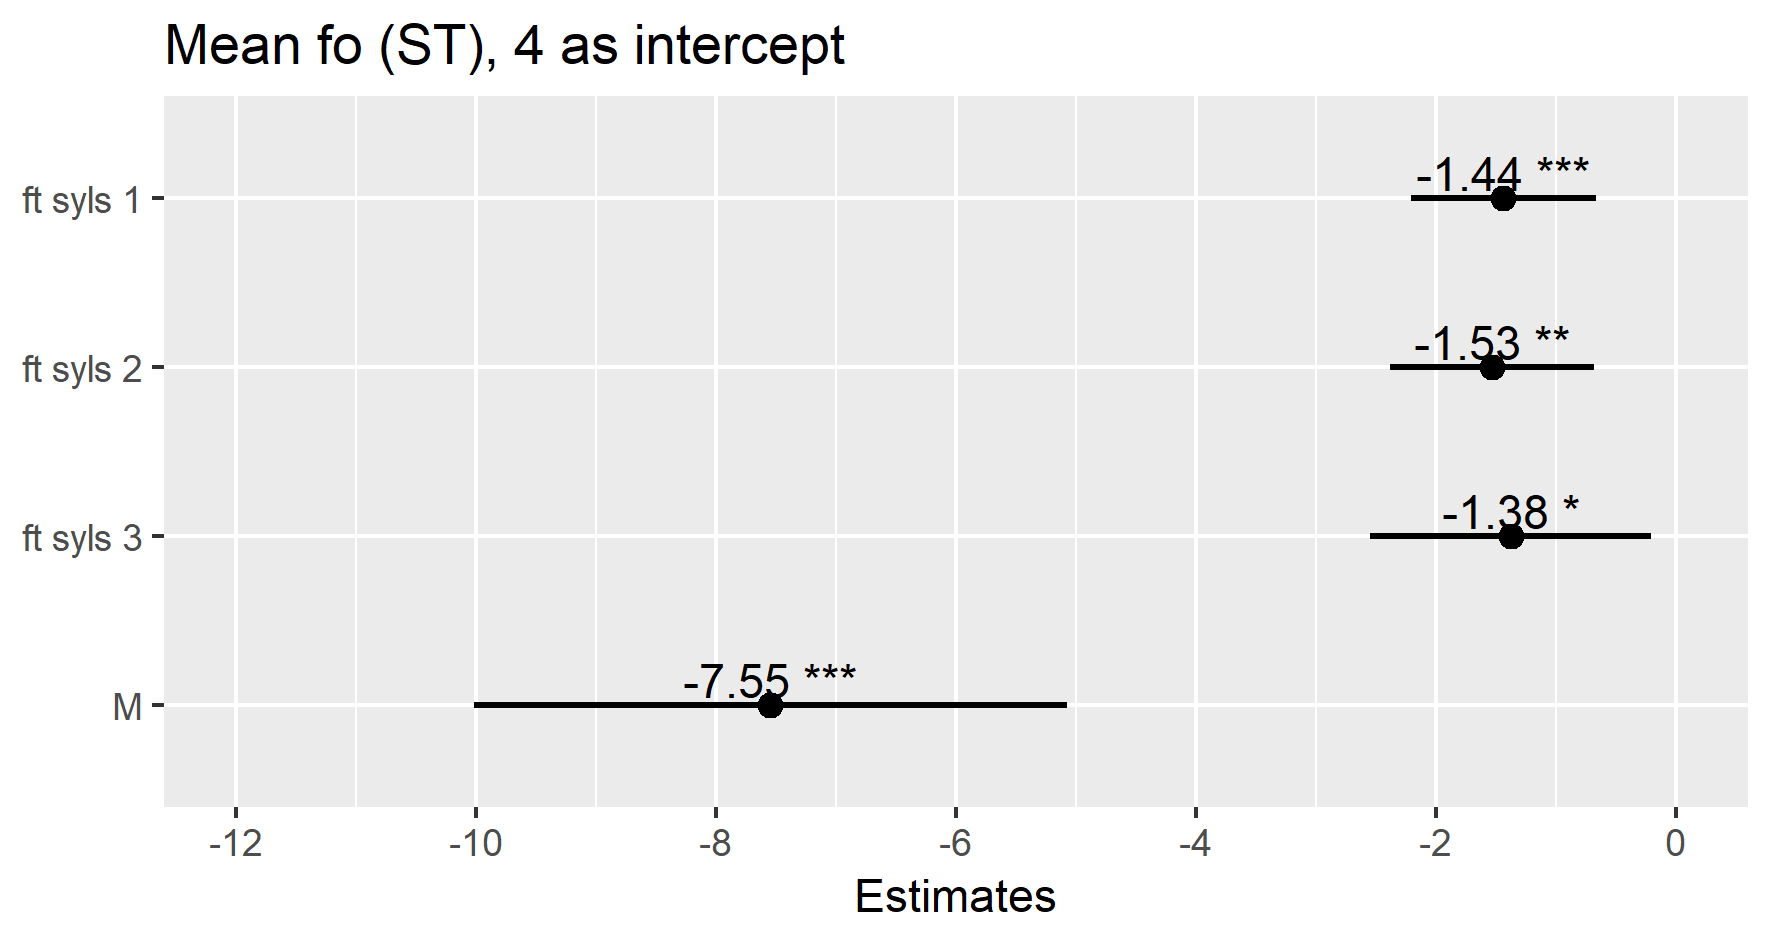 Mean fo (ST), 4 as intercept
ft syls 1
-1.44 ***
ft syls 2
-1.53 **
ft syls 3
-1.38 *
M
-7.55 ***
-12 -10 -8 -6 -4 -2 0
Estimates